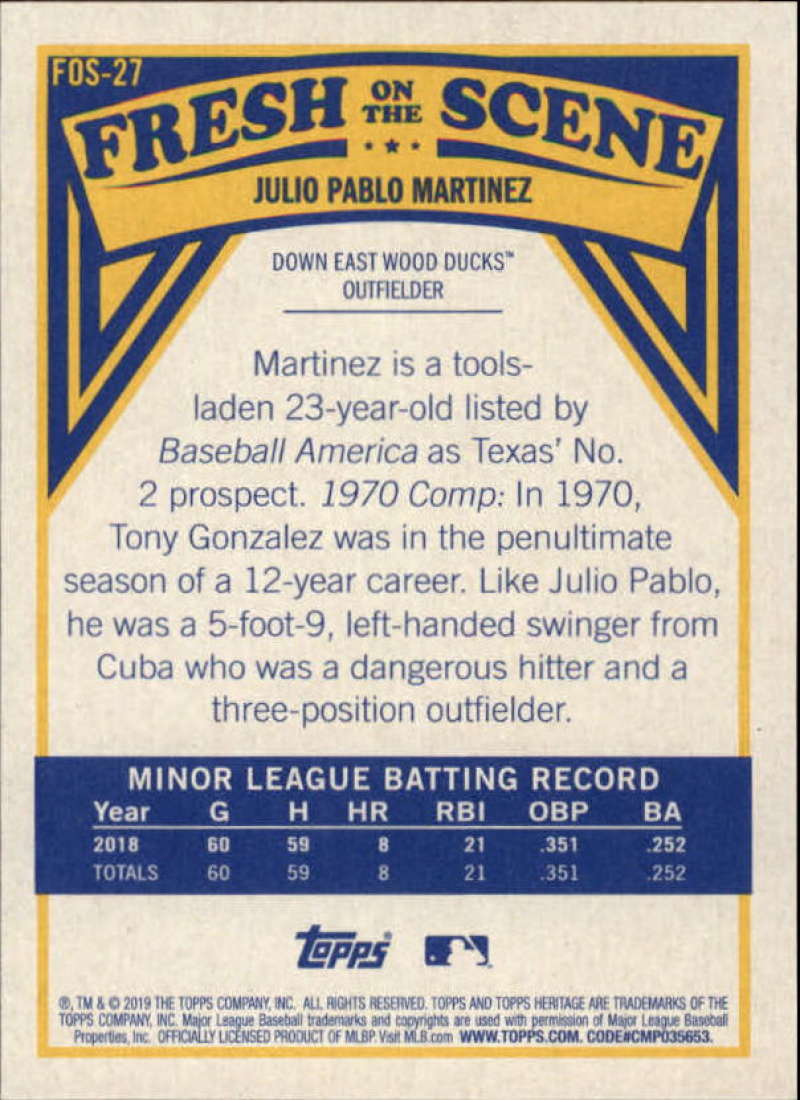 FOS-27
FRESH ON THE SCENE
JULIO PABLO MARTINEZ
DOWN EAST WOOD DUCKS™
OUTFIELDER
Martinez is a tools-
laden 23-year-old listed by
Baseball America as Texas' No.
2 prospect. 1970 Comp: In 1970,
Tony Gonzalez was in the penultimate
season of a 12-year career. Like Julio Pablo,
he was a 5-foot-9, left-handed swinger from
Cuba who was a dangerous hitter and a
three-position outfielder.
MINOR LEAGUE BATTING RECORD
Year G H HR RBI OBP BA
2018 60 59 8 21 .351 .252
TOTALS 60 59 8 21 .351 .252
Topps®
®, TM & © 2019 THE TOPPS COMPANY, INC. ALL RIGHTS RESERVED. TOPPS AND TOPPS HERITAGE ARE TRADEMARKS OF THE
TOPPS COMPANY, INC. Major League Baseball trademarks and copyrights are used with permission of Major League Baseball
Properties, Inc. OFFICIALLY LICENSED PRODUCT OF MLBP. Visit MLB.com WWW.TOPPS.COM. CODE#CMP035653.